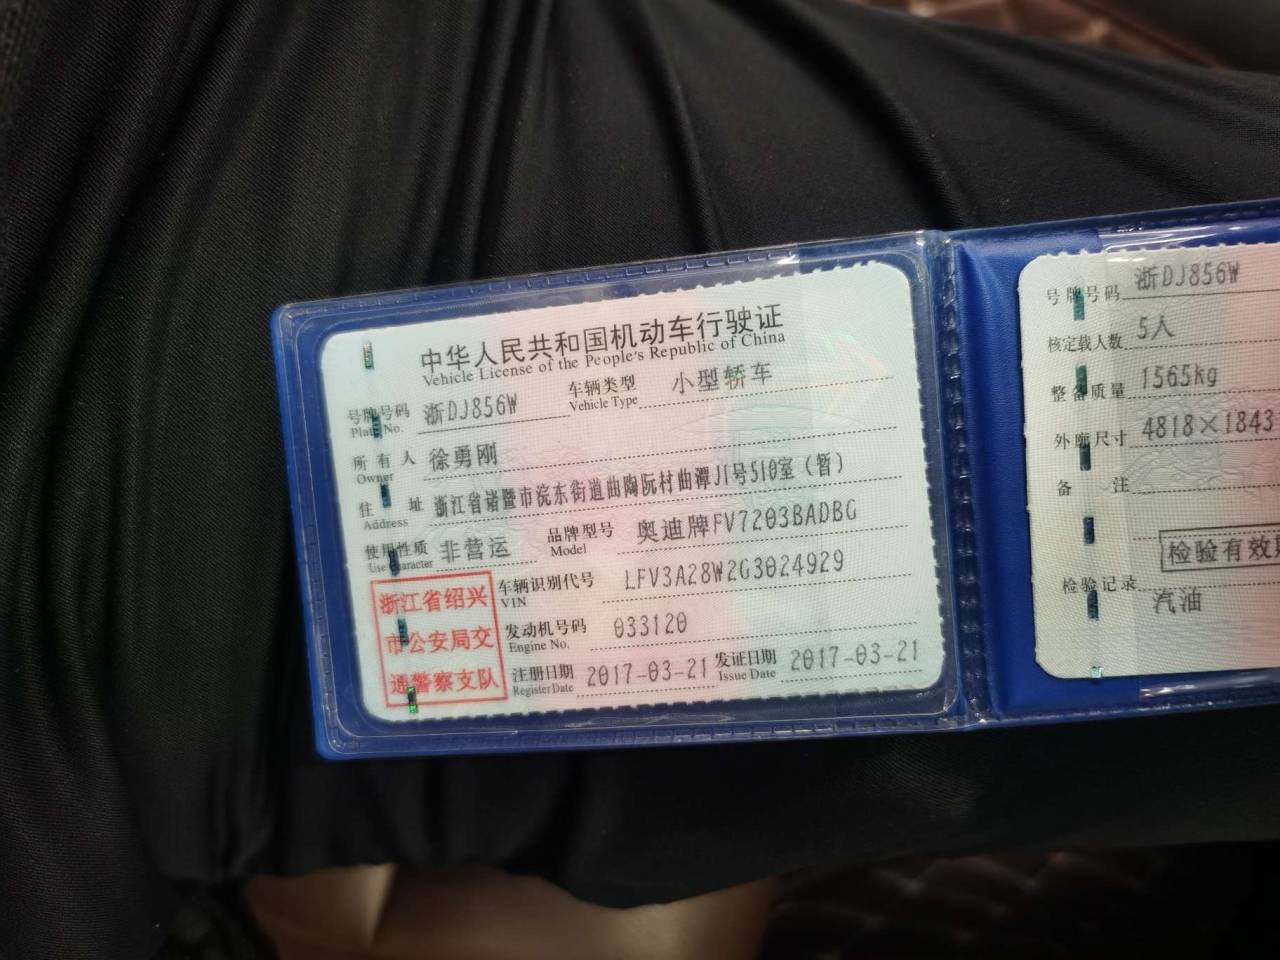 中华人民共和国机动车行驶证
Vehicle License of the People's Republic of China
号牌号码 浙DJ856W 车辆类型 小型轿车
Plate No. Vehicle Type
所有人 徐勇刚
Owner
住址 浙江省诸暨市浣东街道曲陶阮村曲潭JI号510室(暂)
Address
使用性质 非营运 品牌型号 奥迪牌FV7203BADBG
Use Character Model
浙江省绍兴
市公安局交
通警察支队
车辆识别代号 LFV3A28W2G3024929
VIN
发动机号码 033120
Engine No.
注册日期 2017-03-21 发证日期 2017-03-21
Register Date Issue Date
号牌号码 浙DJ856W
核定载人数 5人
整备质量 1565kg
外廓尺寸 4818×1843
备注
检验有效
检验记录
汽油